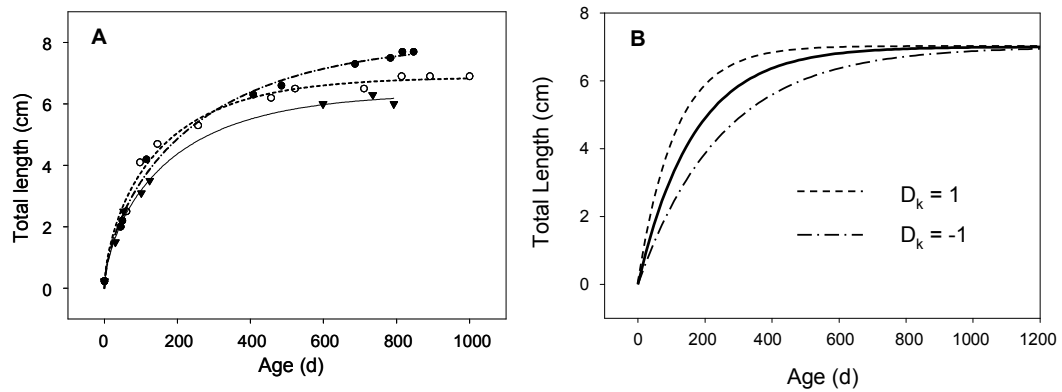 A
Total length (cm)
8
6
4
2
0
0 200 400 600 800 1000
Age (d)
B
Total Length (cm)
8
6
4
2
0
D_k = 1
D_k = -1
0 200 400 600 800 1000 1200
Age (d)